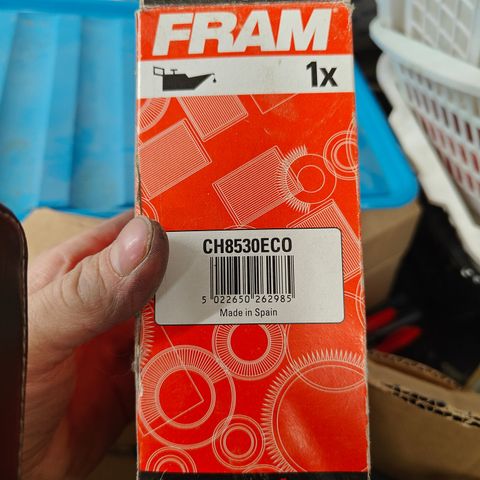 FRAM
1x
CH8530ECO
5 022650 262985
Made in Spain